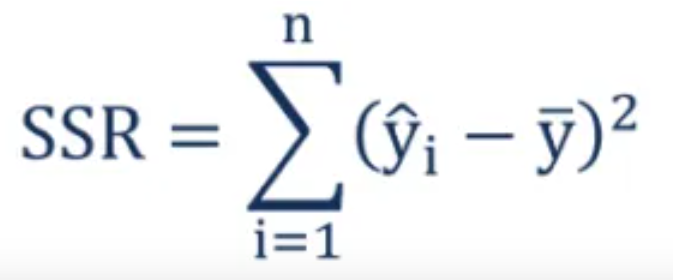 n
SSR = ∑(ŷᵢ − ȳ)²
i=1